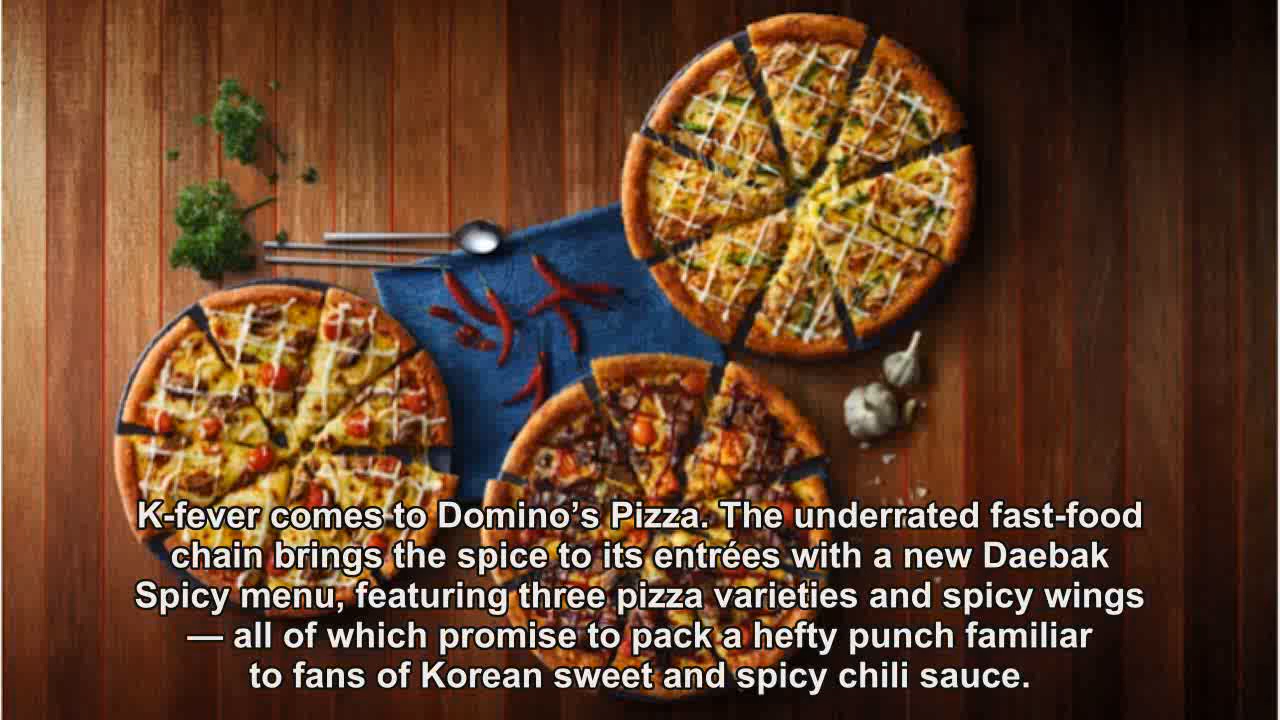 K-fever comes to Domino’s Pizza. The underrated fast-food
chain brings the spice to its entrées with a new Daebak
Spicy menu, featuring three pizza varieties and spicy wings
— all of which promise to pack a hefty punch familiar
to fans of Korean sweet and spicy chili sauce.